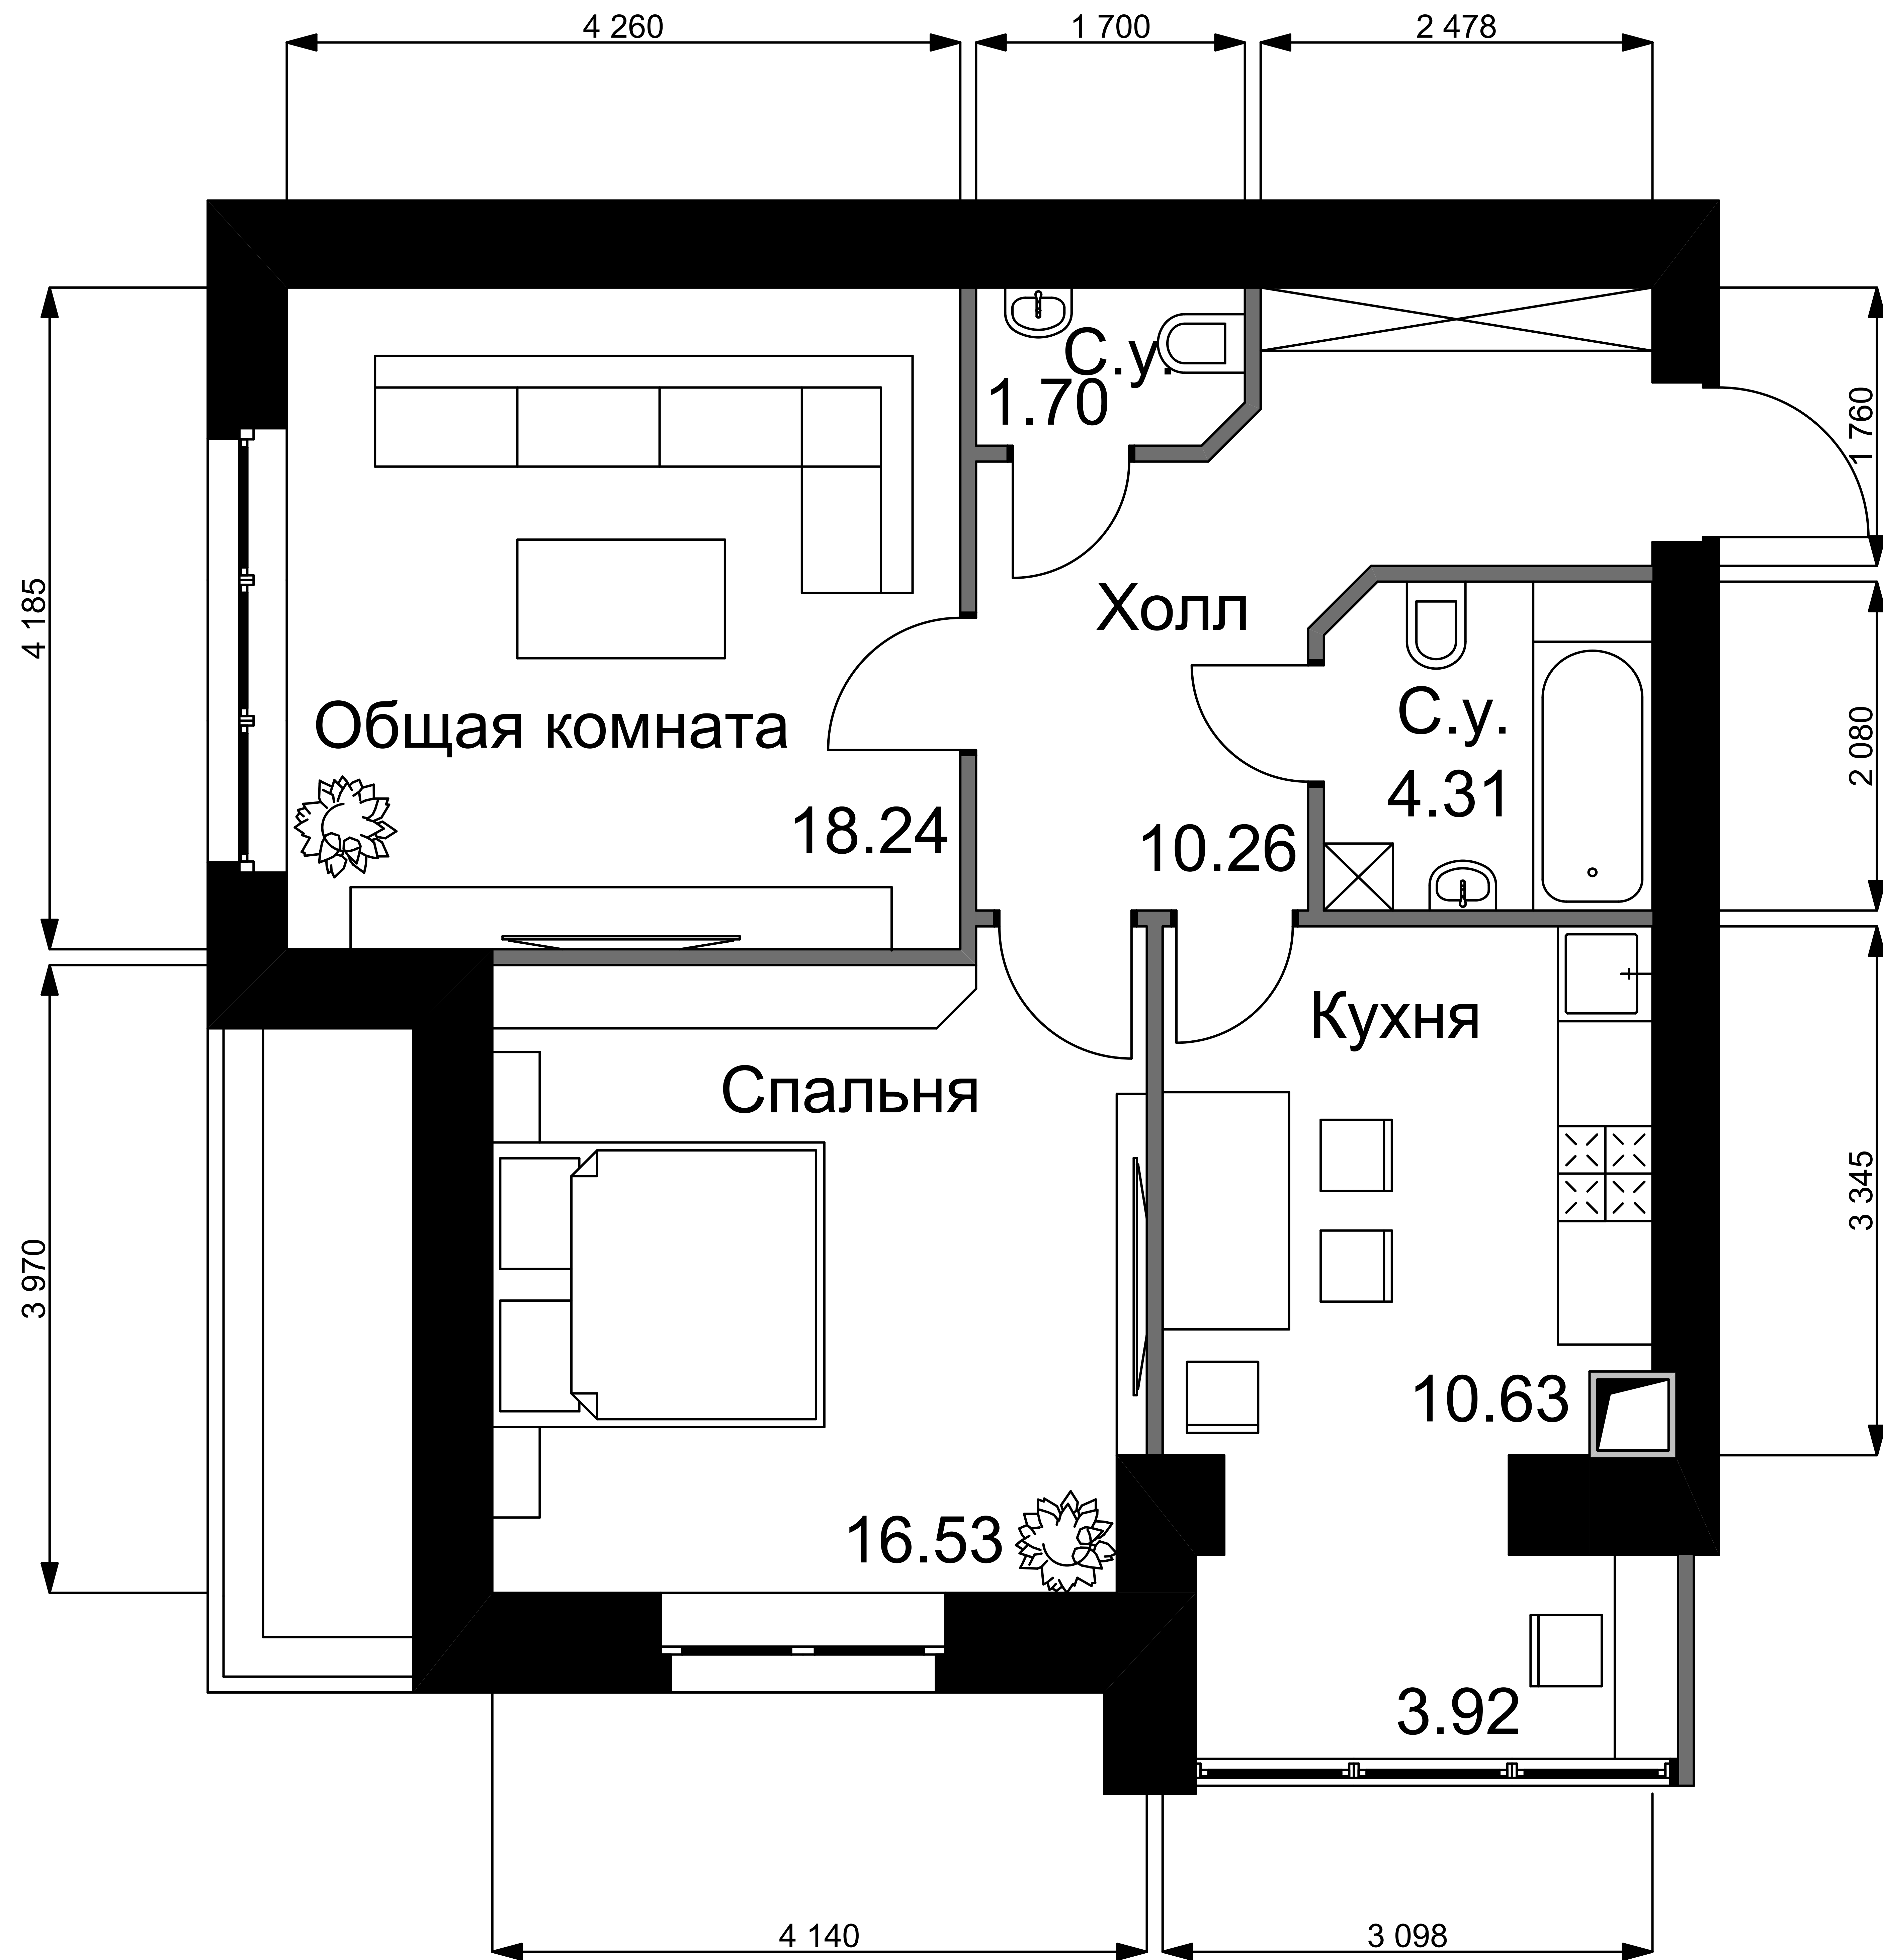 4 260
1 700
2 478
С.у.
1.70
1 760
4 185
Холл
Общая комната
С.у.
4.31
2 080
18.24
10.26
Кухня
Спальня
3 345
3 970
10.63
16.53
3.92
4 140
3 098